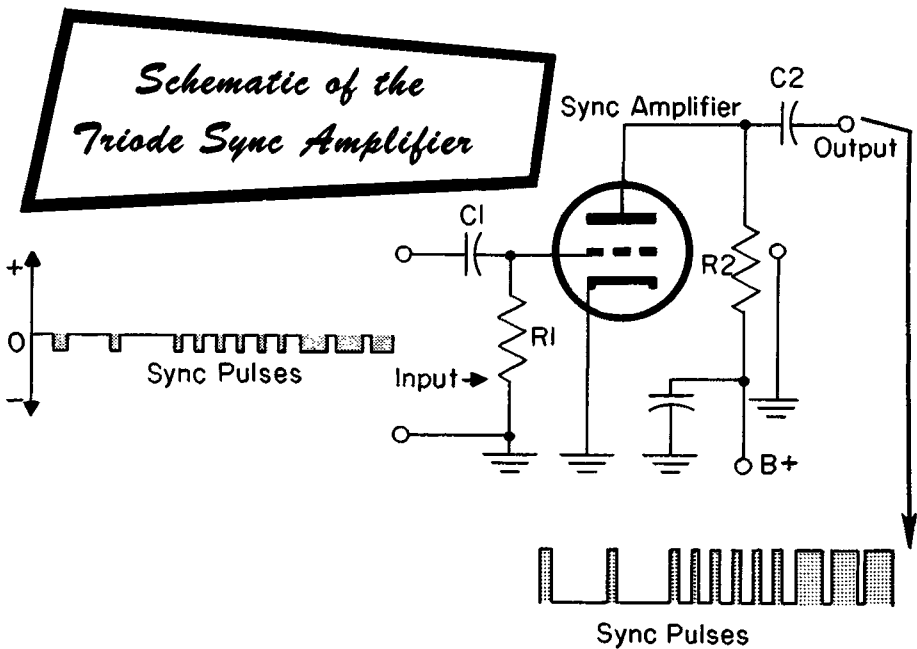 Schematic of the
Triode Sync Amplifier
C2
Sync Amplifier
Output
C1
+
R2
0
R1
Sync Pulses
Input
−
B+
Sync Pulses